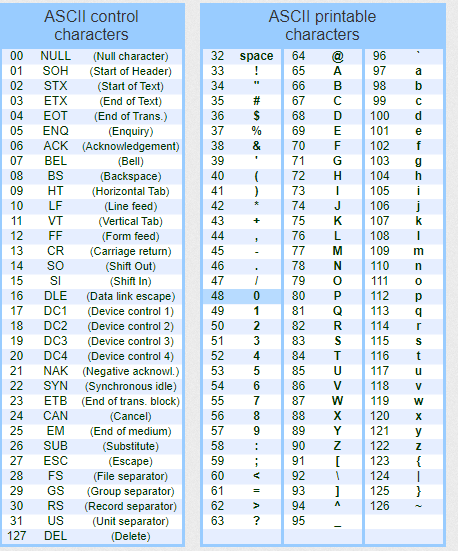 ASCII control
characters
ASCII printable
characters
00 NULL (Null character)
01 SOH (Start of Header)
02 STX (Start of Text)
03 ETX (End of Text)
04 EOT (End of Trans.)
05 ENQ (Enquiry)
06 ACK (Acknowledgement)
07 BEL (Bell)
08 BS (Backspace)
09 HT (Horizontal Tab)
10 LF (Line feed)
11 VT (Vertical Tab)
12 FF (Form feed)
13 CR (Carriage return)
14 SO (Shift Out)
15 SI (Shift In)
16 DLE (Data link escape)
17 DC1 (Device control 1)
18 DC2 (Device control 2)
19 DC3 (Device control 3)
20 DC4 (Device control 4)
21 NAK (Negative acknowl.)
22 SYN (Synchronous idle)
23 ETB (End of trans. block)
24 CAN (Cancel)
25 EM (End of medium)
26 SUB (Substitute)
27 ESC (Escape)
28 FS (File separator)
29 GS (Group separator)
30 RS (Record separator)
31 US (Unit separator)
127 DEL (Delete)
32 space 64 @ 96 `
33 ! 65 A 97 a
34 " 66 B 98 b
35 # 67 C 99 c
36 $ 68 D 100 d
37 % 69 E 101 e
38 & 70 F 102 f
39 ' 71 G 103 g
40 ( 72 H 104 h
41 ) 73 I 105 i
42 * 74 J 106 j
43 + 75 K 107 k
44 , 76 L 108 l
45 - 77 M 109 m
46 . 78 N 110 n
47 / 79 O 111 o
48 0 80 P 112 p
49 1 81 Q 113 q
50 2 82 R 114 r
51 3 83 S 115 s
52 4 84 T 116 t
53 5 85 U 117 u
54 6 86 V 118 v
55 7 87 W 119 w
56 8 88 X 120 x
57 9 89 Y 121 y
58 : 90 Z 122 z
59 ; 91 [ 123 {
60 < 92 \ 124 |
61 = 93 ] 125 }
62 > 94 ^ 126 ~
63 ? 95 _